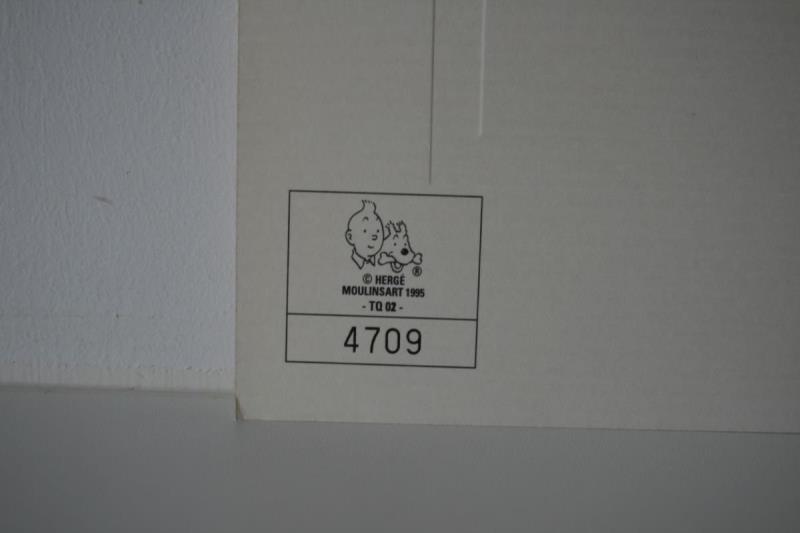 ®
© HERGÉ
MOULINSART 1995
- TQ 02 -
4709